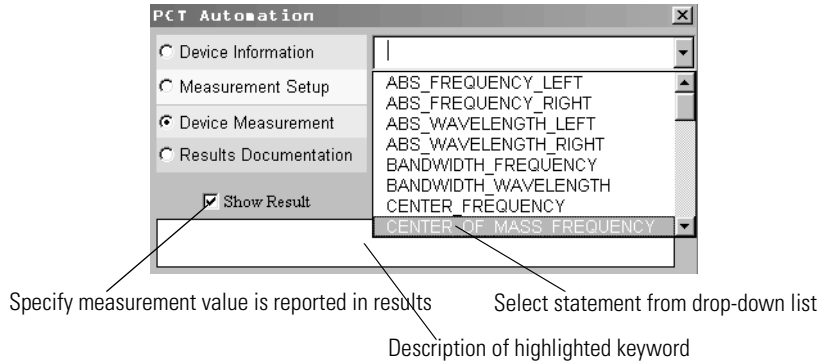 PCT Automation
Device Information
Measurement Setup
Device Measurement
Results Documentation
Show Result
ABS_FREQUENCY_LEFT
ABS_FREQUENCY_RIGHT
ABS_WAVELENGTH_LEFT
ABS_WAVELENGTH_RIGHT
BANDWIDTH_FREQUENCY
BANDWIDTH_WAVELENGTH
CENTER_FREQUENCY
CENTER_OF_MASS_FREQUENCY
Specify measurement value is reported in results
Select statement from drop-down list
Description of highlighted keyword